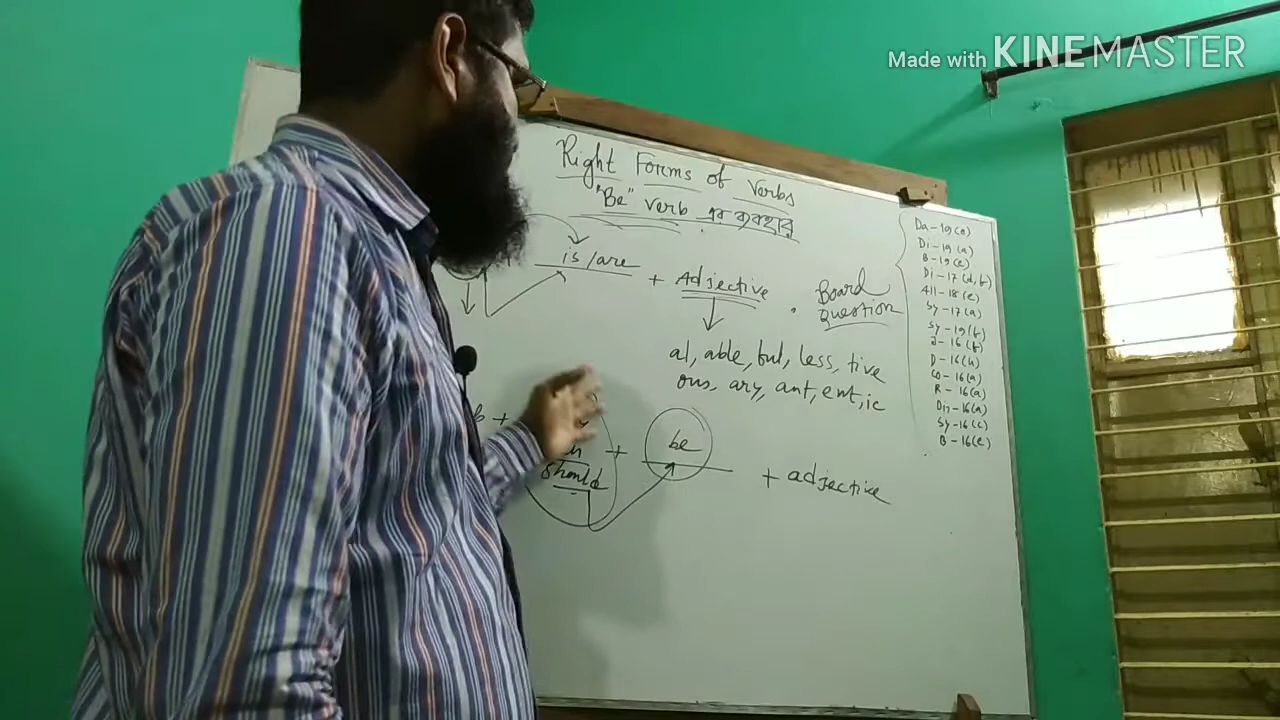 Made with KINEMASTER
Right Forms of Verbs
"Be" verb এর ব্যবহার
is/are + Adjective
Board
Question
al, able, ful, less, tive
ous, ary, ant, ent, ic
+
should
+ be + adjective
Da-19(e)
Di-19(a)
B-19(e)
Di-17(d,f)
All-18(e)
Sy-17(a)
Sy-19(f)
J-16(f)
D-16(h)
Co-16(a)
R-16(a)
Din-16(a)
Sy-16(c)
B-16(e)